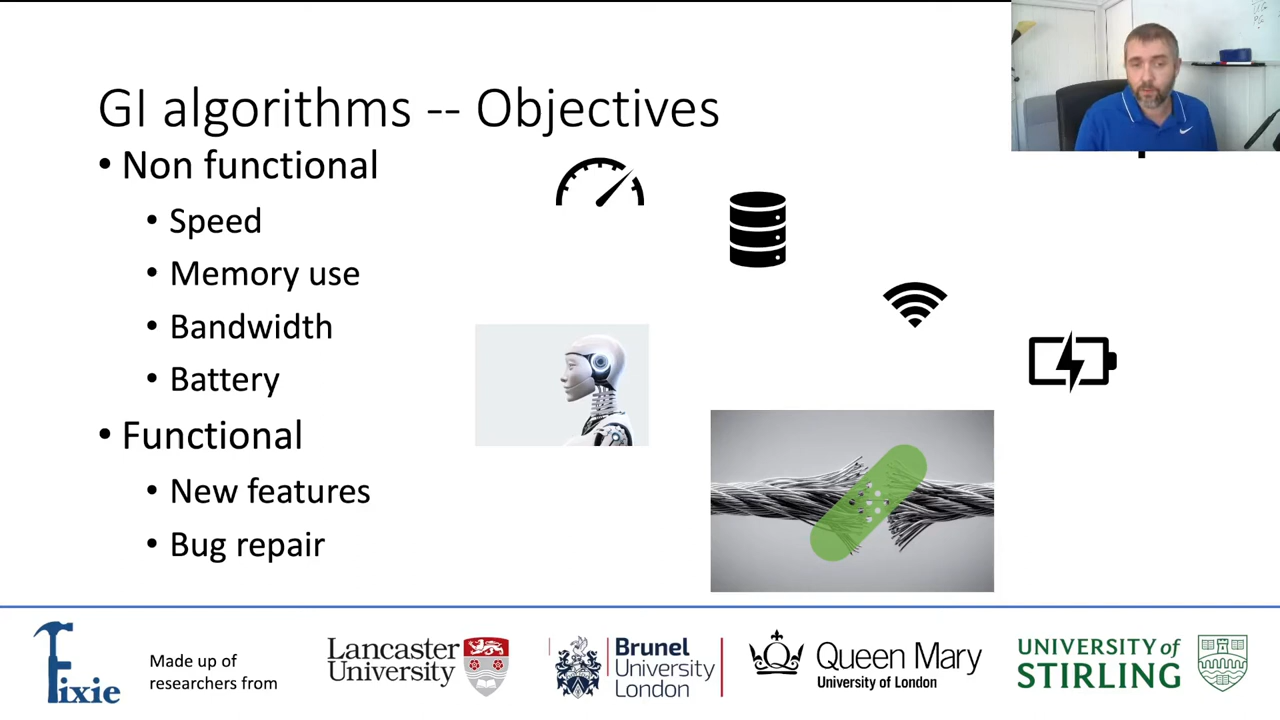 GI algorithms -- Objectives
• Non functional
• Speed
• Memory use
• Bandwidth
• Battery
• Functional
• New features
• Bug repair
Fixie
Made up of
researchers from
Lancaster
University
Brunel
University
London
Queen Mary
University of London
UNIVERSITY of
STIRLING